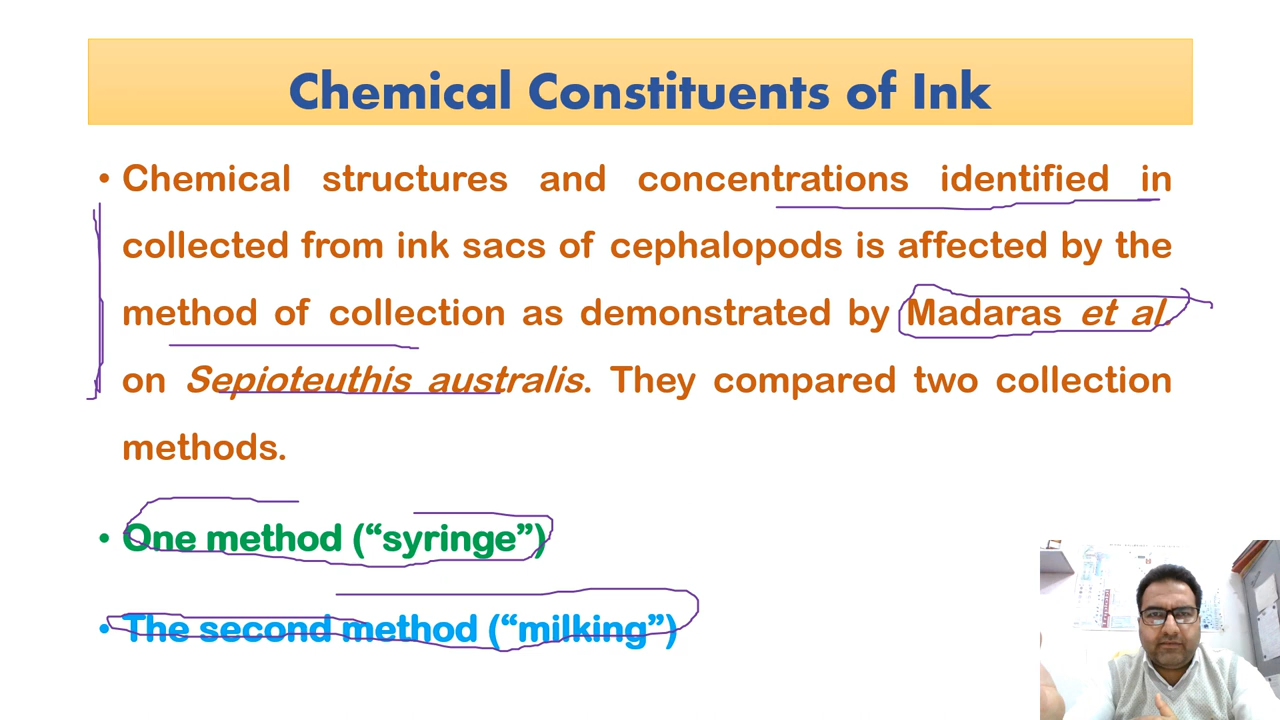 Chemical Constituents of Ink
• Chemical structures and concentrations identified in
collected from ink sacs of cephalopods is affected by the
method of collection as demonstrated by Madaras et al.
on Sepioteuthis australis. They compared two collection
methods.
• One method (“syringe”)
• The second method (“milking”)